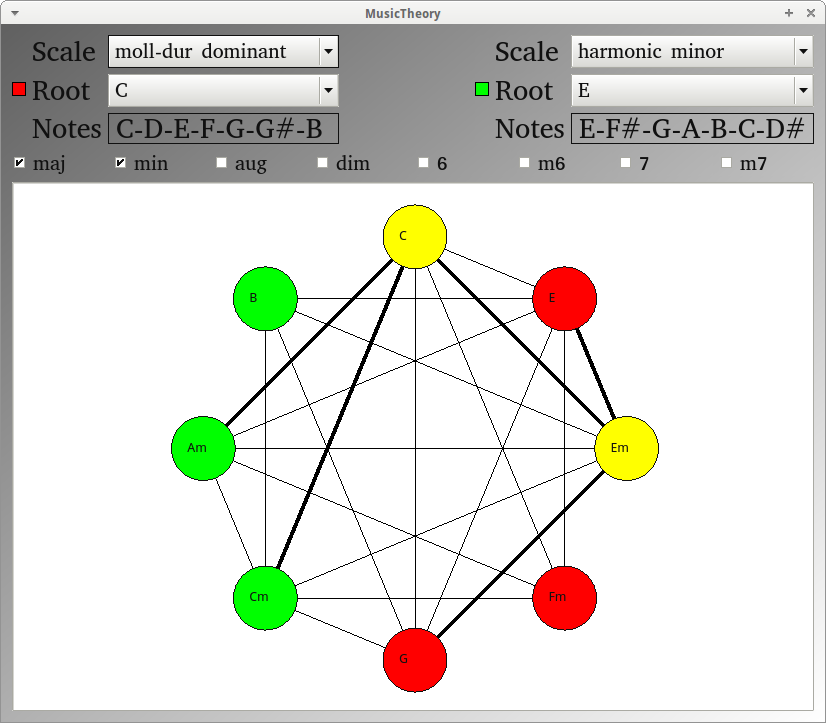 MusicTheory
Scale moll-dur dominant Scale harmonic minor
Root C Root E
Notes C-D-E-F-G-G#-B Notes E-F#-G-A-B-C-D#
maj min aug dim 6 m6 7 m7
C
B E
Am Em
Cm Fm
G